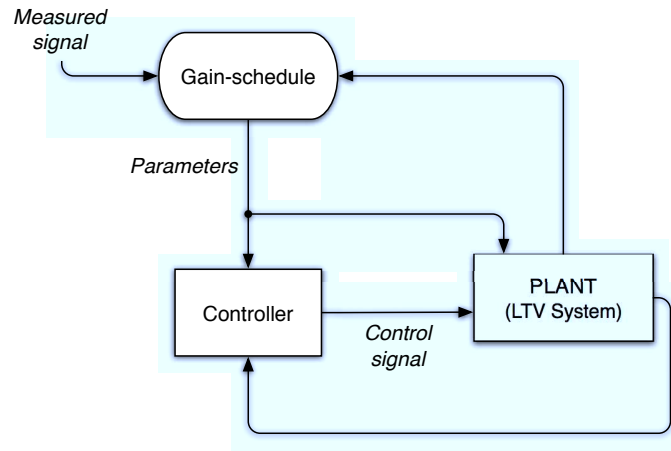 Measured
signal
Gain-schedule
Parameters
Controller
PLANT
(LTV System)
Control
signal